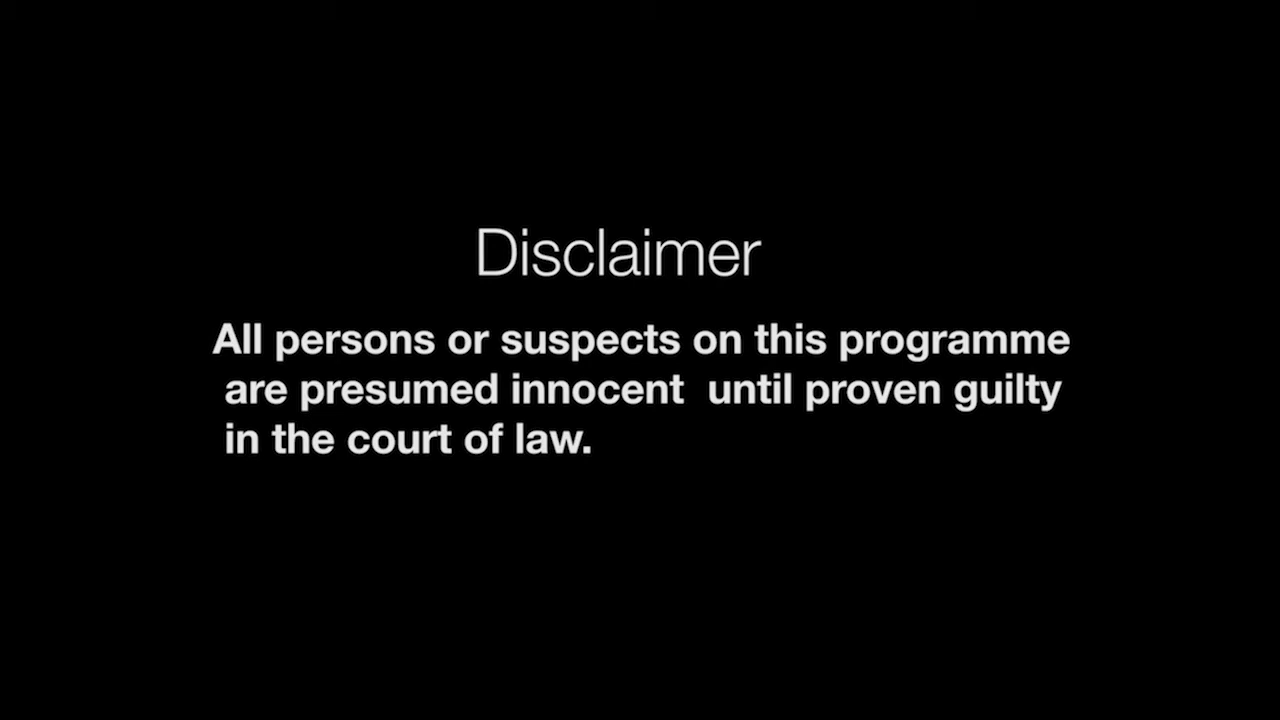 Disclaimer
All persons or suspects on this programme
are presumed innocent  until proven guilty
in the court of law.